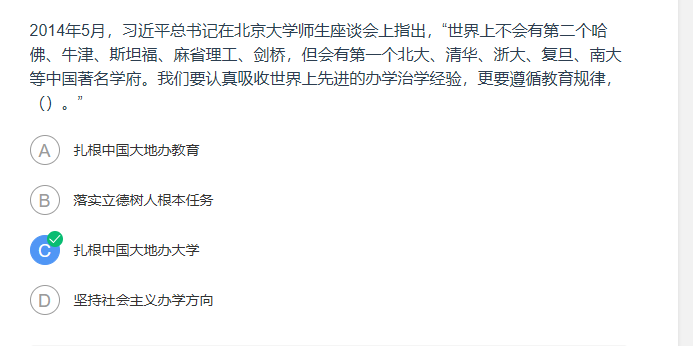 2014年5月，习近平总书记在北京大学师生座谈会上指出，“世界上不会有第二个哈
佛、牛津、斯坦福、麻省理工、剑桥，但会有第一个北大、清华、浙大、复旦、南大
等中国著名学府。我们要认真吸收世界上先进的办学治学经验，更要遵循教育规律，
（）。”
A 扎根中国大地办教育
B 落实立德树人根本任务
C 扎根中国大地办大学
D 坚持社会主义办学方向